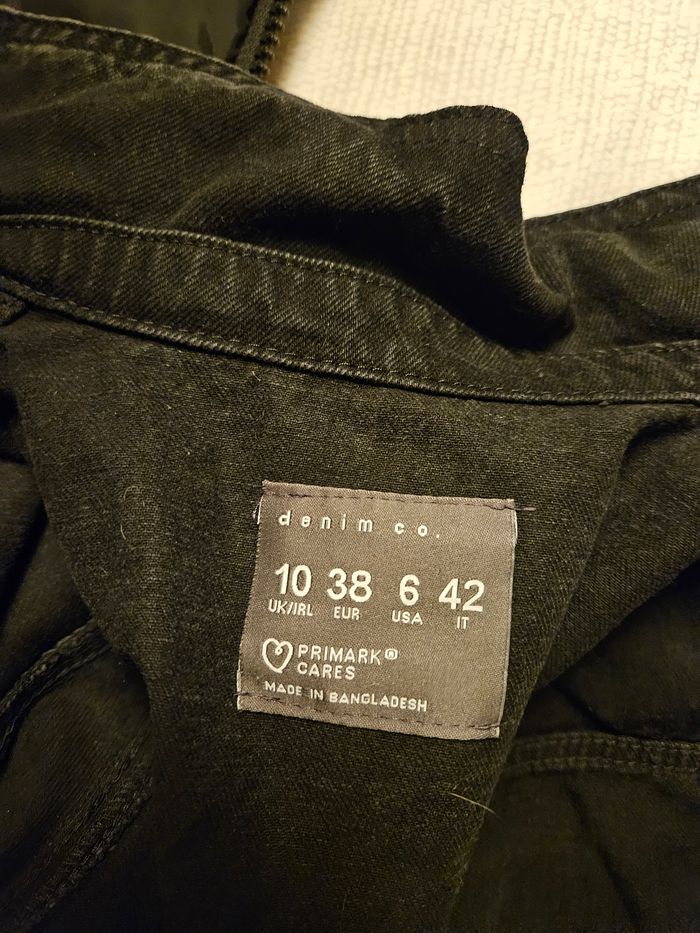 denim co.
10 38 6 42
UK/IRL EUR USA IT
PRIMARK®
CARES
MADE IN BANGLADESH